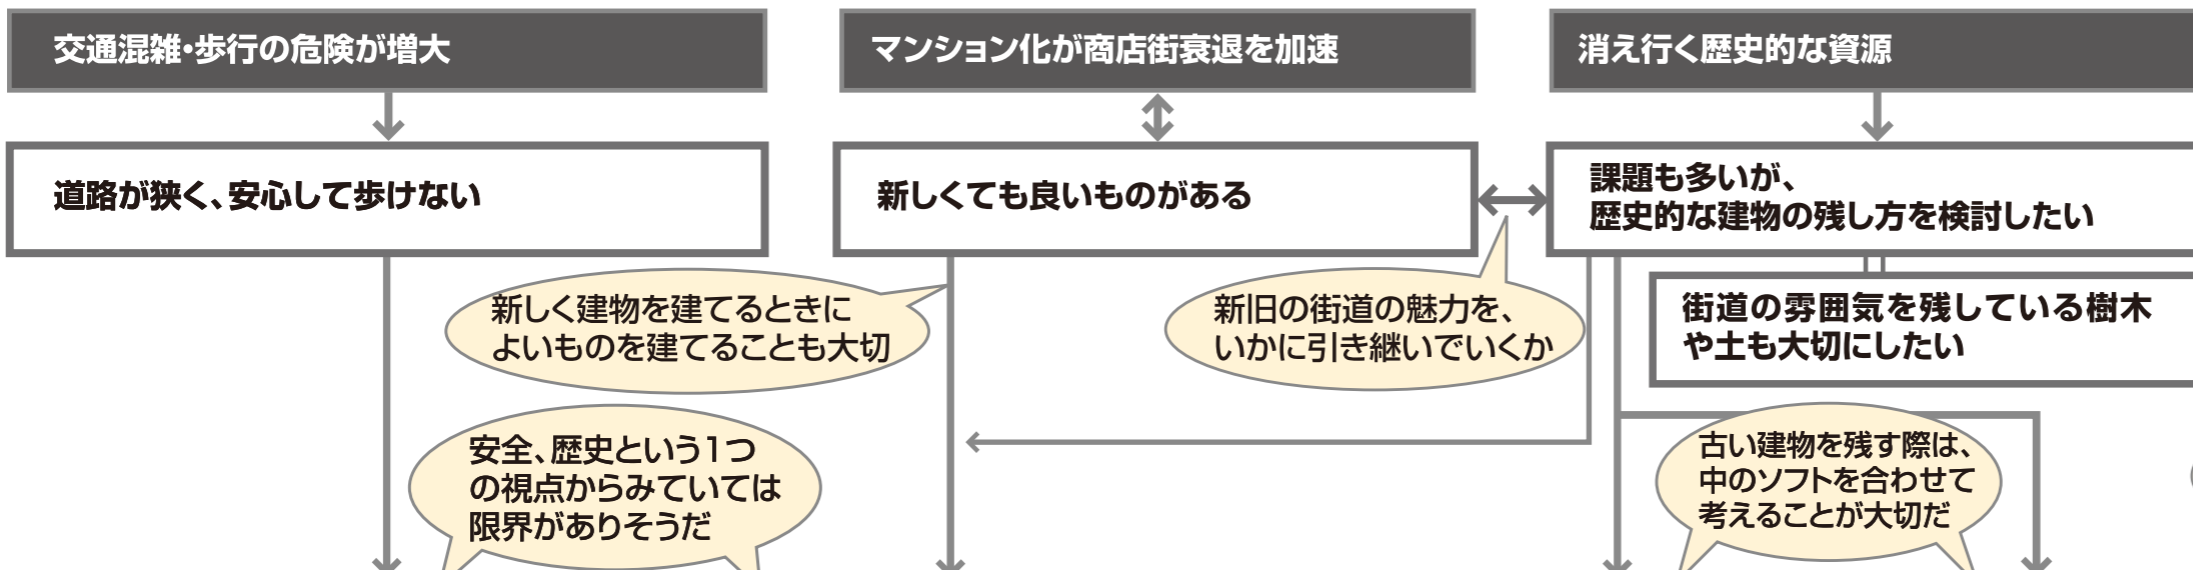 交通混雑・歩行の危険が増大
マンション化が商店街衰退を加速
消え行く歴史的な資源
道路が狭く、安心して歩けない
新しくても良いものがある
課題も多いが、
歴史的な建物の残し方を検討したい
新しく建物を建てるときに
よいものを建てることも大切
新旧の街道の魅力を、
いかに引き継いでいくか
街道の雰囲気を残している樹木
や土も大切にしたい
安全、歴史という1つ
の視点からみていては
限界がありそうだ
古い建物を残す際は、
中のソフトを合わせて
考えることが大切だ